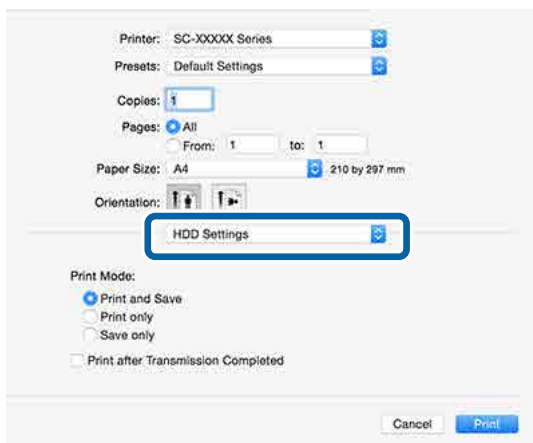 Printer: SC-XXXXX Series
Presets: Default Settings
Copies: 1
Pages: All
From: 1 to: 1
Paper Size: A4 210 by 297 mm
Orientation:
HDD Settings
Print Mode:
Print and Save
Print only
Save only
Print after Transmission Completed
Cancel Print